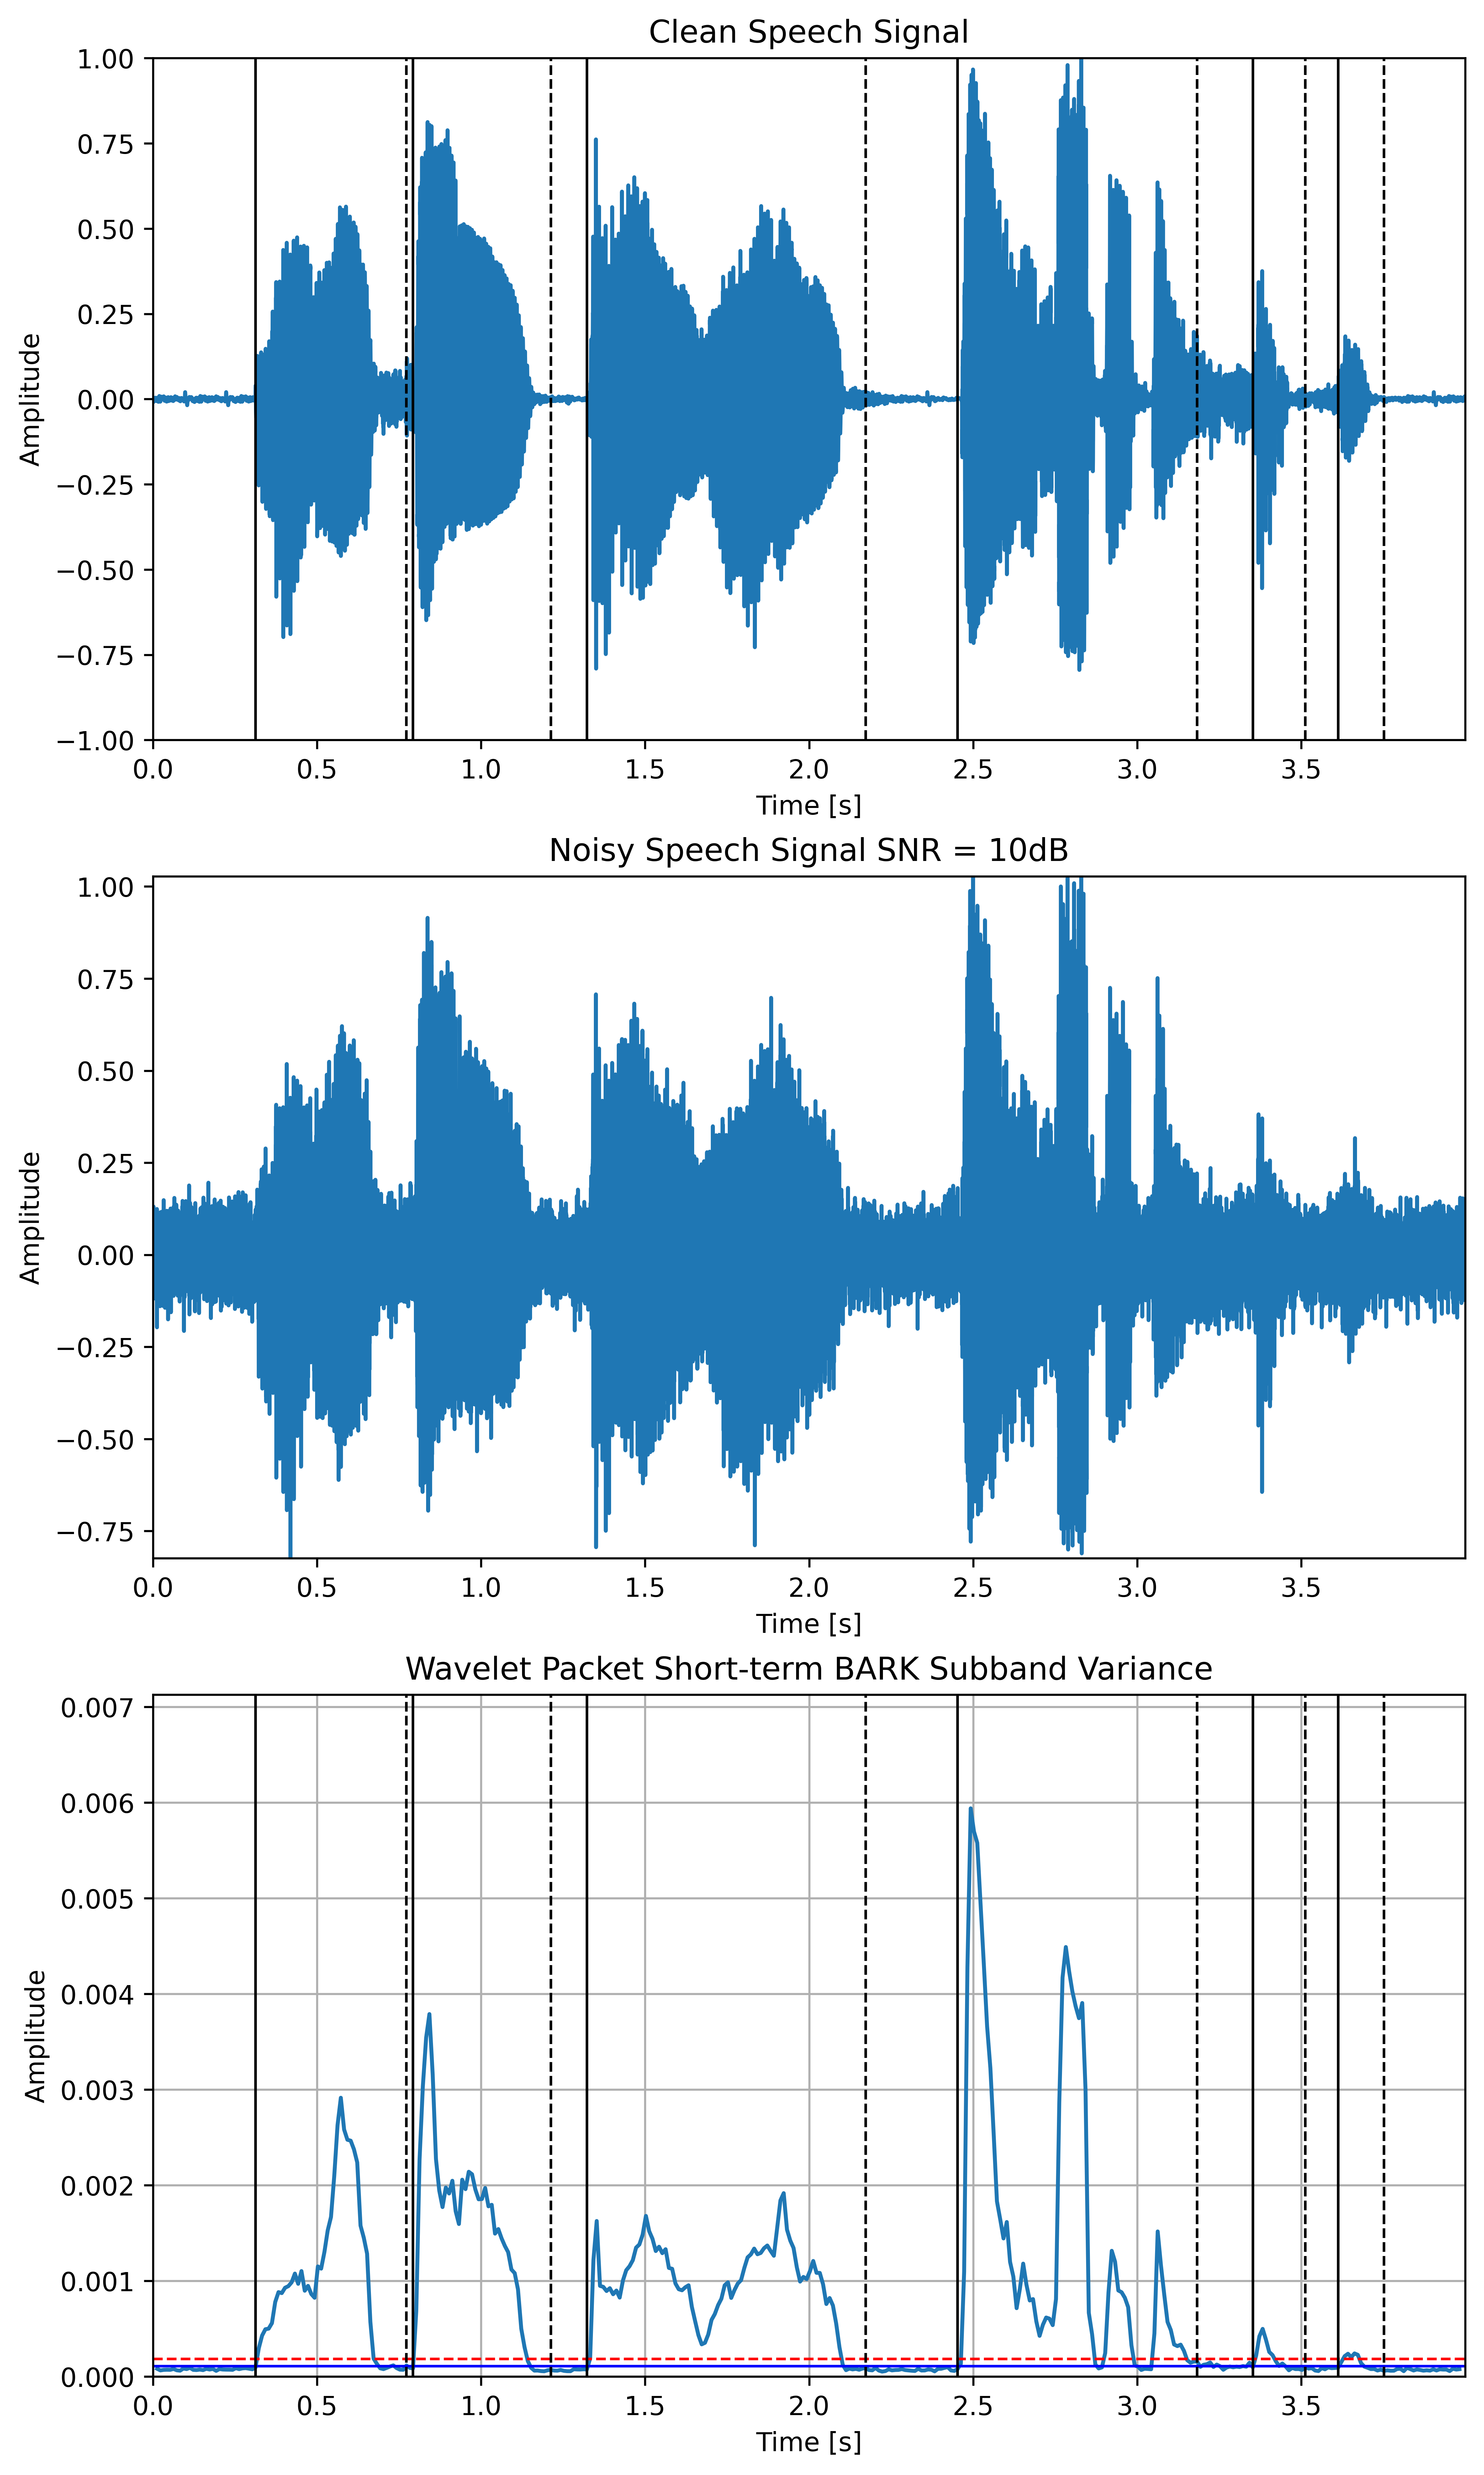 Clean Speech Signal
1.00
0.75
0.50
0.25
0.00
−0.25
−0.50
−0.75
−1.00
Amplitude
0.0 0.5 1.0 1.5 2.0 2.5 3.0 3.5
Time [s]
Noisy Speech Signal SNR = 10dB
1.00
0.75
0.50
0.25
0.00
−0.25
−0.50
−0.75
Amplitude
0.0 0.5 1.0 1.5 2.0 2.5 3.0 3.5
Time [s]
Wavelet Packet Short-term BARK Subband Variance
0.007
0.006
0.005
0.004
0.003
0.002
0.001
0.000
Amplitude
0.0 0.5 1.0 1.5 2.0 2.5 3.0 3.5
Time [s]